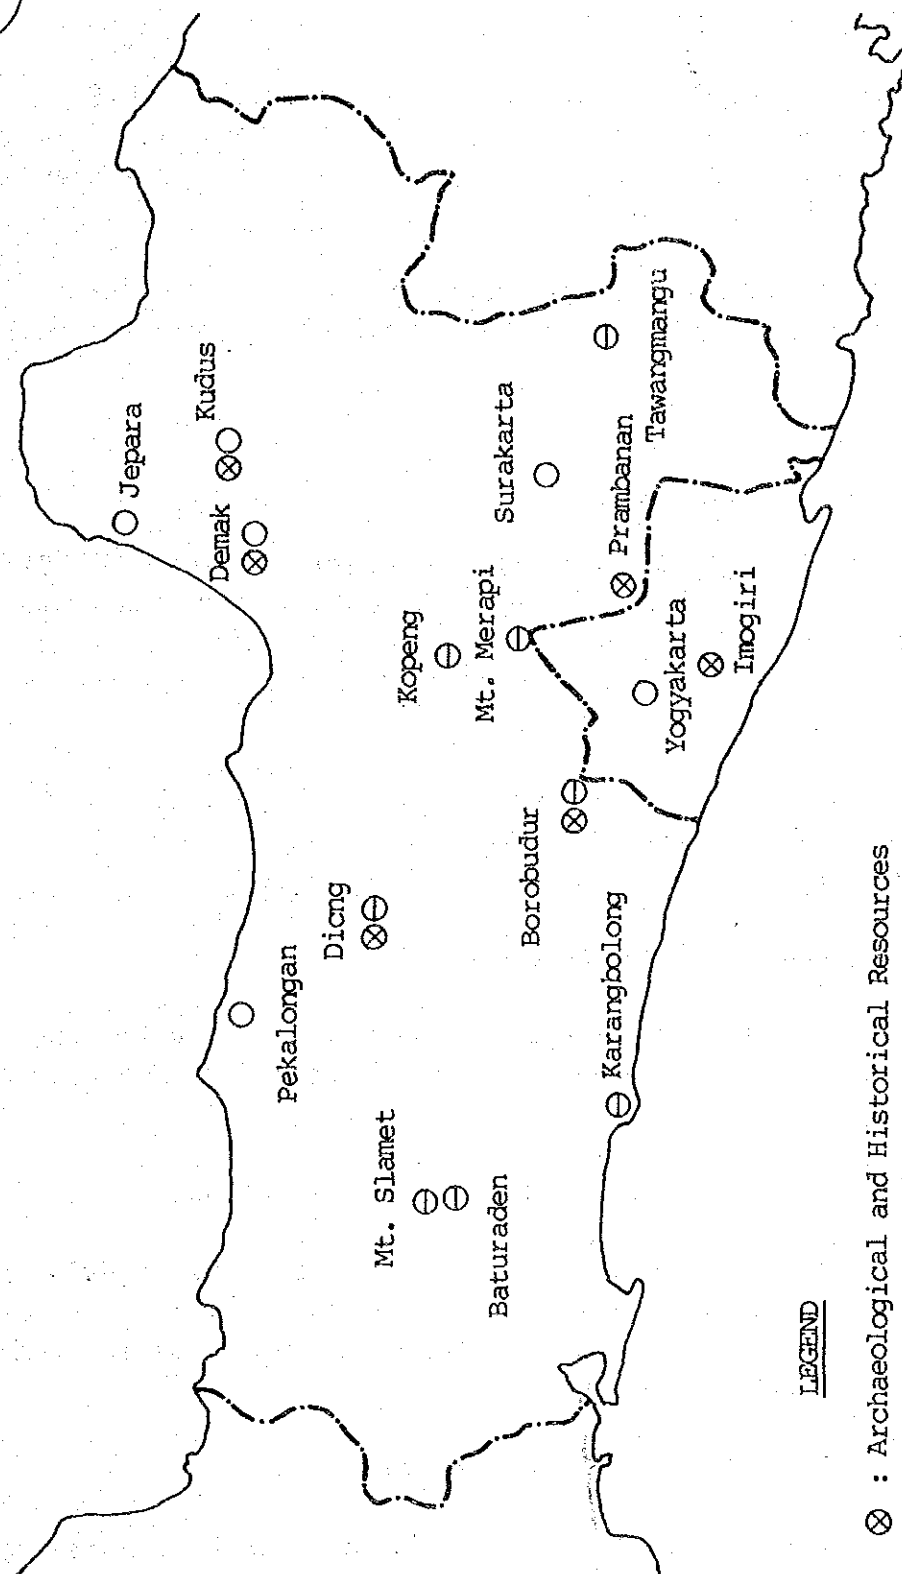 Jepara
Kudus
Demak
Pekalongan
Dicng
Kopeng
Mt. Merapi
Surakarta
Tawangmangu
Prambanan
Mt. Slamet
Baturaden
Borobudur
Yogyakarta
Imogiri
Karangbolong
LEGEND
⊗ : Archaeological and Historical Resources